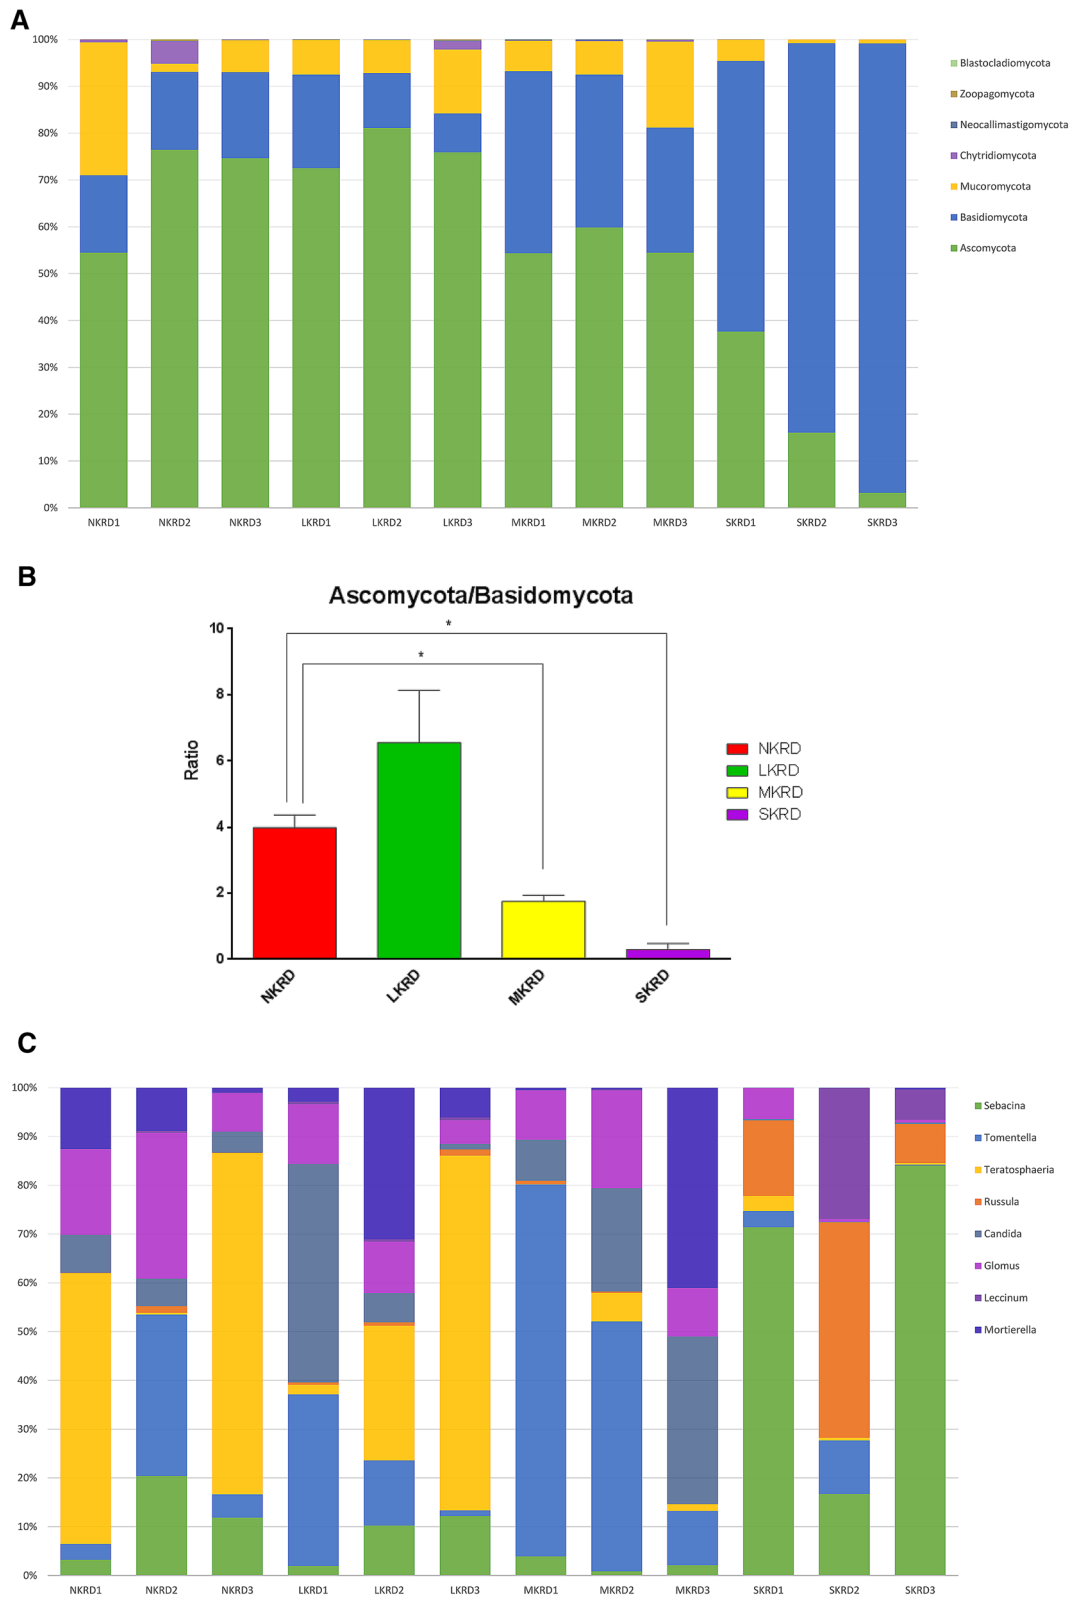 A
100%
90%
80%
70%
60%
50%
40%
30%
20%
10%
0%
NKRD1 NKRD2 NKRD3 LKRD1 LKRD2 LKRD3 MKRD1 MKRD2 MKRD3 SKRD1 SKRD2 SKRD3
Blastocladiomycota
Zoopagomycota
Neocallimastigomycota
Chytridiomycota
Mucoromycota
Basidiomycota
Ascomycota
B
Ascomycota/Basidomycota
*
*
Ratio
10
8
6
4
2
0
NKRD LKRD MKRD SKRD
NKRD
LKRD
MKRD
SKRD
C
100%
90%
80%
70%
60%
50%
40%
30%
20%
10%
0%
NKRD1 NKRD2 NKRD3 LKRD1 LKRD2 LKRD3 MKRD1 MKRD2 MKRD3 SKRD1 SKRD2 SKRD3
Sebacina
Tomentella
Teratosphaeria
Russula
Candida
Glomus
Leccinum
Mortierella